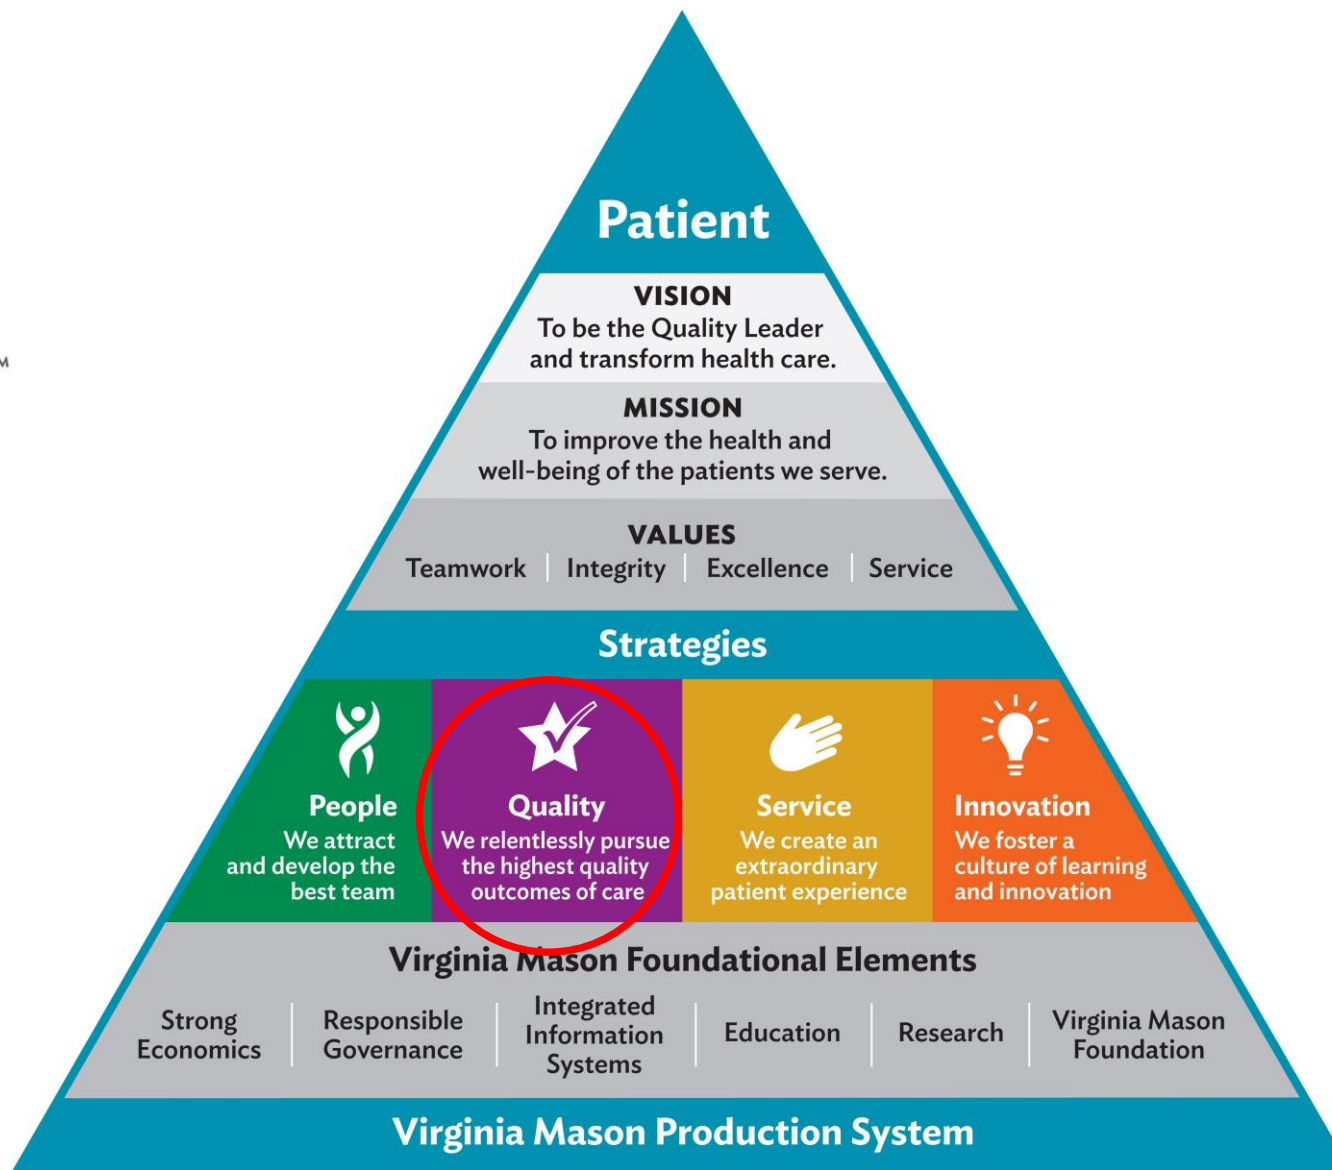 Patient
VISION
To be the Quality Leader
and transform health care.
MISSION
To improve the health and
well-being of the patients we serve.
VALUES
Teamwork | Integrity | Excellence | Service
Strategies
People
We attract
and develop the
best team
Quality
We relentlessly pursue
the highest quality
outcomes of care
Service
We create an
extraordinary
patient experience
Innovation
We foster a
culture of learning
and innovation
Virginia Mason Foundational Elements
Strong
Economics
Responsible
Governance
Integrated
Information
Systems
Education
Research
Virginia Mason
Foundation
Virginia Mason Production System